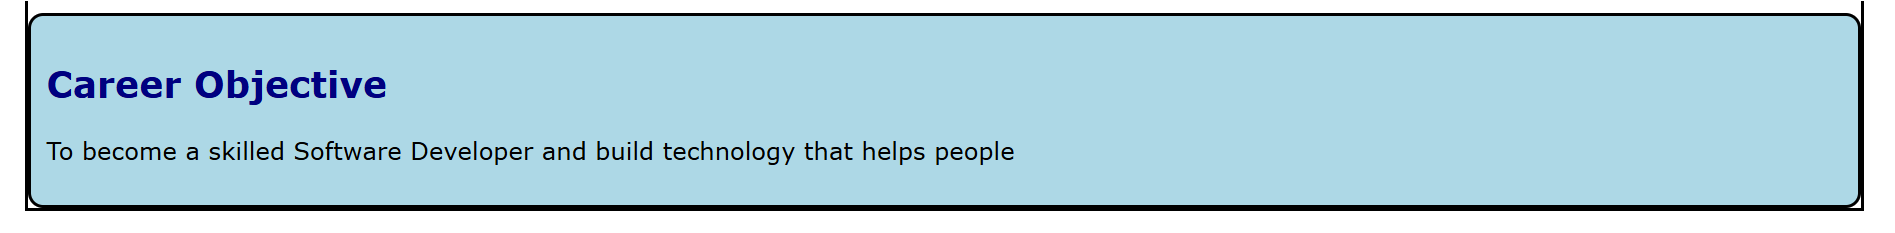 Career Objective
To become a skilled Software Developer and build technology that helps people